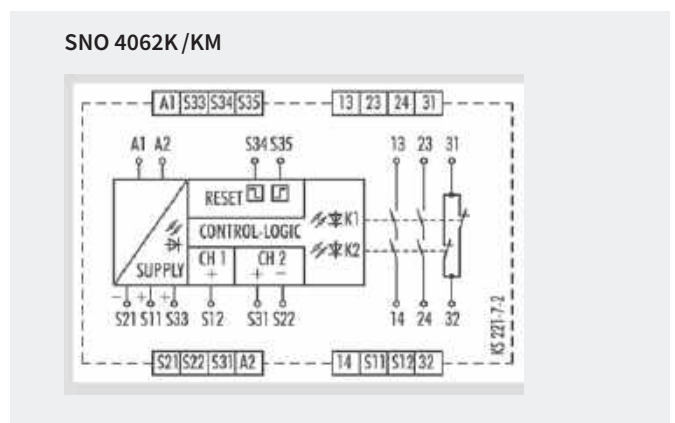 SNO 4062K/KM
A1 S33 S34 S35 13 23 24 31
A1 A2 S34 S35 13 23 31
RESET
K1
CONTROL-LOGIC
K2
CH 1 CH 2
+ + −
SUPPLY
− + +
S21 S11 S33 S12 S31 S22 14 24 32
KS 221-7-2
S21 S22 S31 A2 14 S11 S12 32